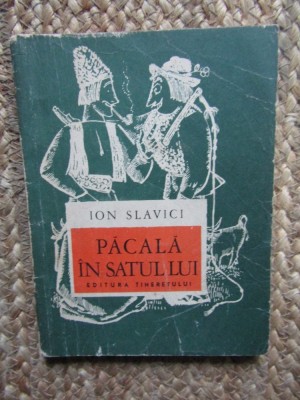 ION SLAVICI
PĂCALĂ
ÎN SATUL LUI
EDITURA TINERETULUI